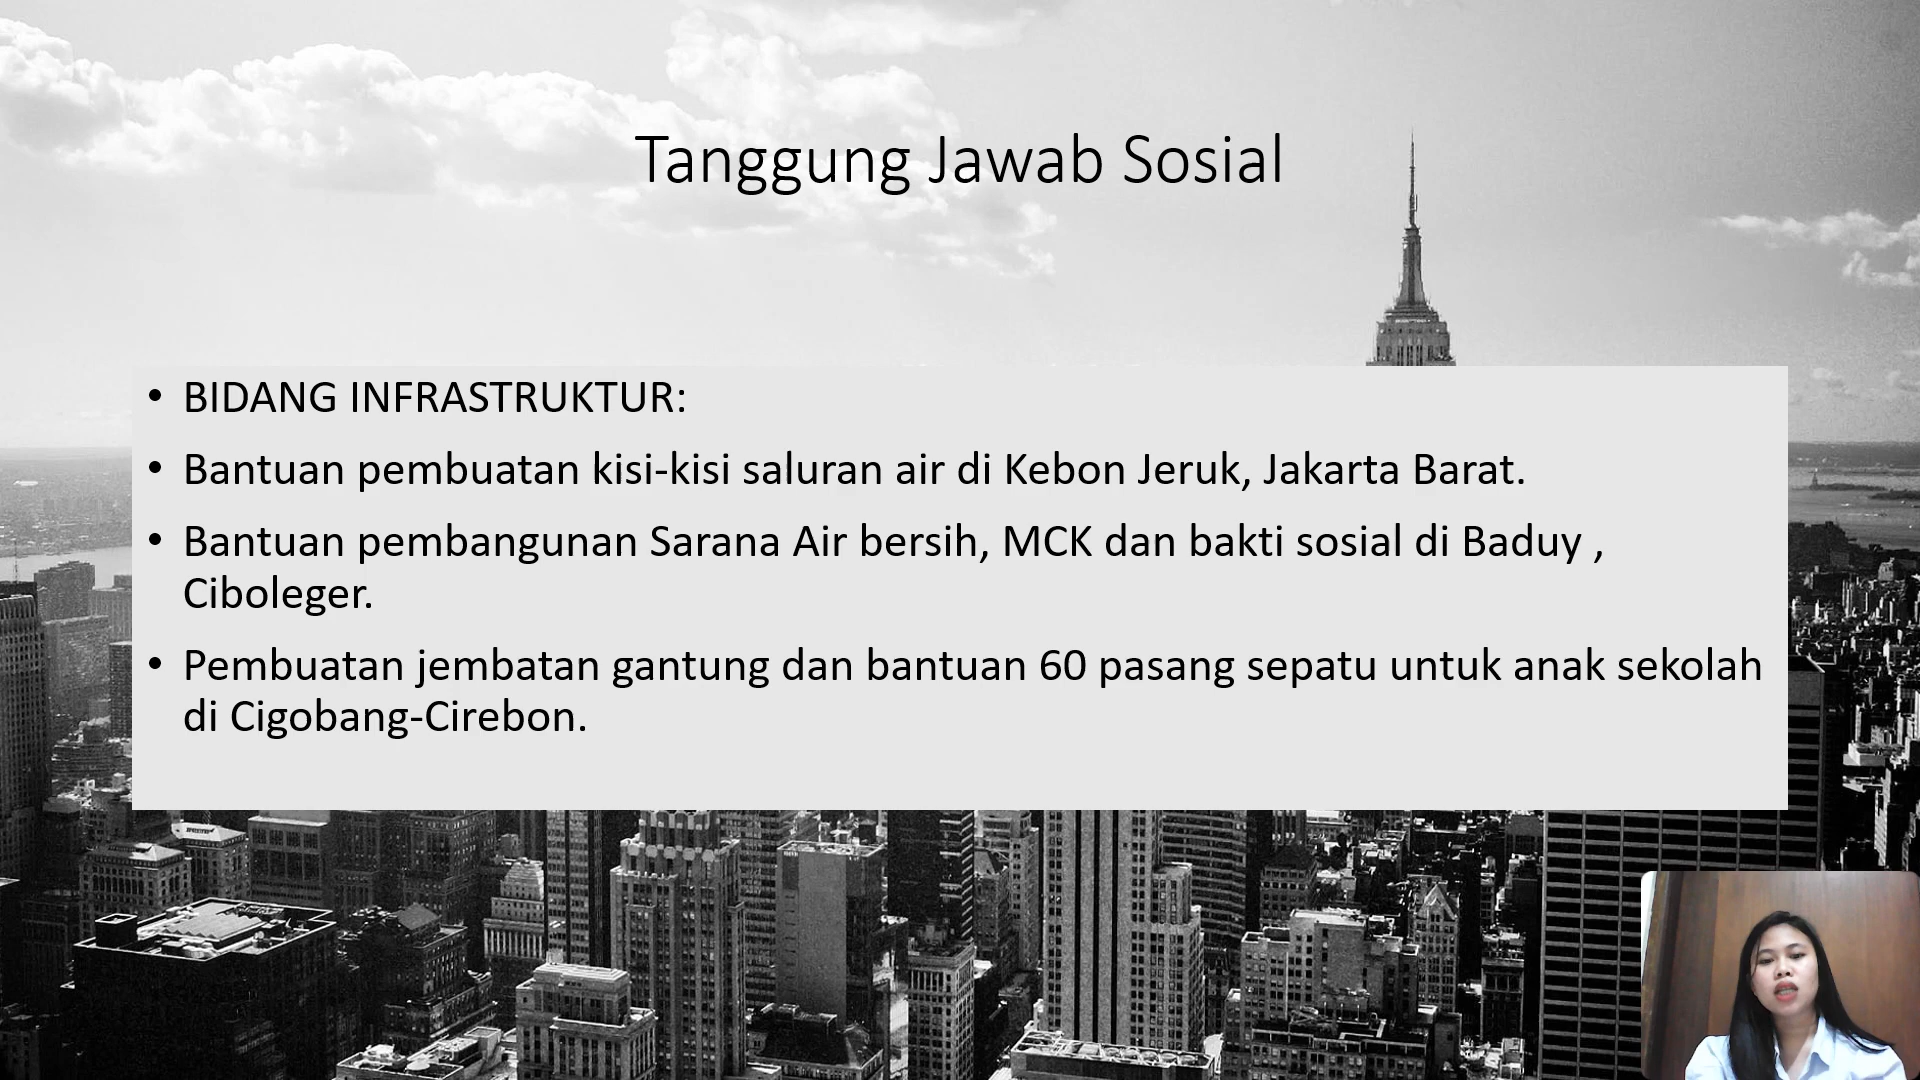 Tanggung Jawab Sosial
• BIDANG INFRASTRUKTUR:
• Bantuan pembuatan kisi-kisi saluran air di Kebon Jeruk, Jakarta Barat.
• Bantuan pembangunan Sarana Air bersih, MCK dan bakti sosial di Baduy ,
Ciboleger.
• Pembuatan jembatan gantung dan bantuan 60 pasang sepatu untuk anak sekolah
di Cigobang-Cirebon.